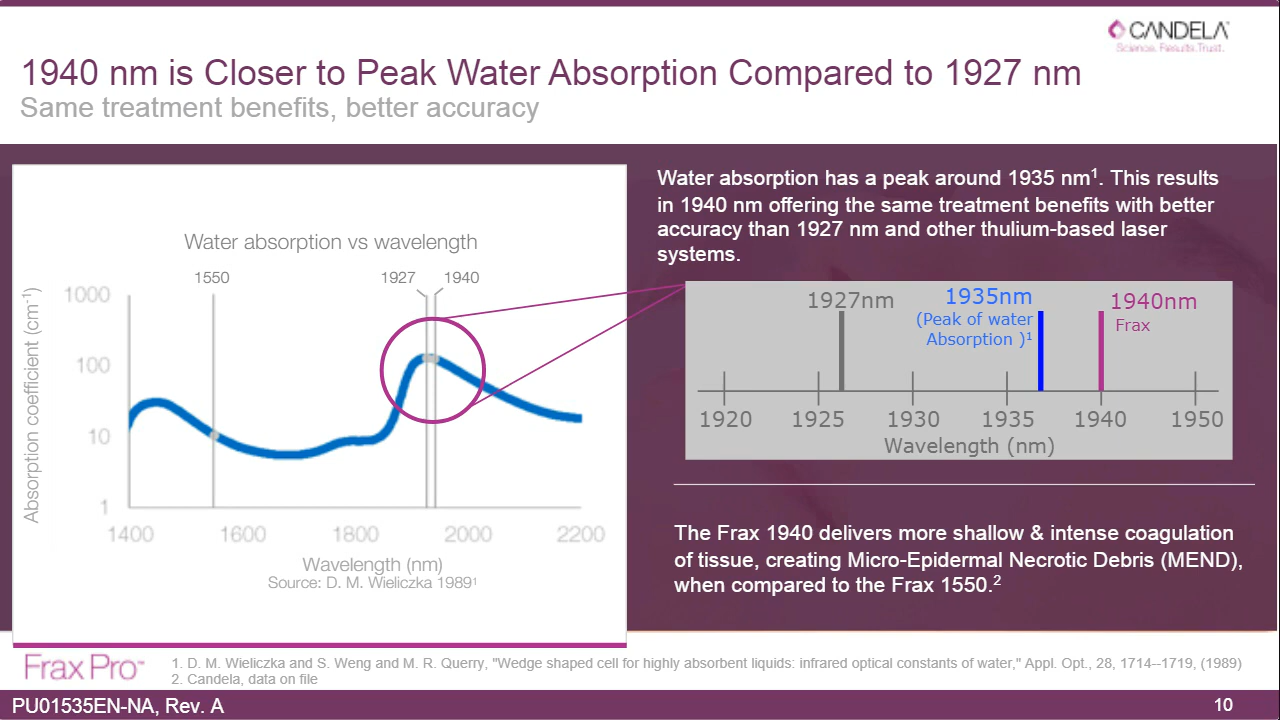 CANDELA™
Science. Results. Trust.
1940 nm is Closer to Peak Water Absorption Compared to 1927 nm
Same treatment benefits, better accuracy
Water absorption vs wavelength
1550
1927
1940
Absorption coefficient (cm-1)
1000
100
10
1
1400
1600
1800
2000
2200
Wavelength (nm)
Source: D. M. Wieliczka 1989¹
Water absorption has a peak around 1935 nm¹. This results
in 1940 nm offering the same treatment benefits with better
accuracy than 1927 nm and other thulium-based laser
systems.
1927nm
1935nm
(Peak of water
Absorption )¹
1940nm
Frax
1920
1925
1930
1935
1940
1950
Wavelength (nm)
The Frax 1940 delivers more shallow & intense coagulation
of tissue, creating Micro-Epidermal Necrotic Debris (MEND),
when compared to the Frax 1550.²
Frax Pro™
1. D. M. Wieliczka and S. Weng and M. R. Querry, "Wedge shaped cell for highly absorbent liquids: infrared optical constants of water," Appl. Opt., 28, 1714--1719, (1989)
2. Candela, data on file
PU01535EN-NA, Rev. A
10